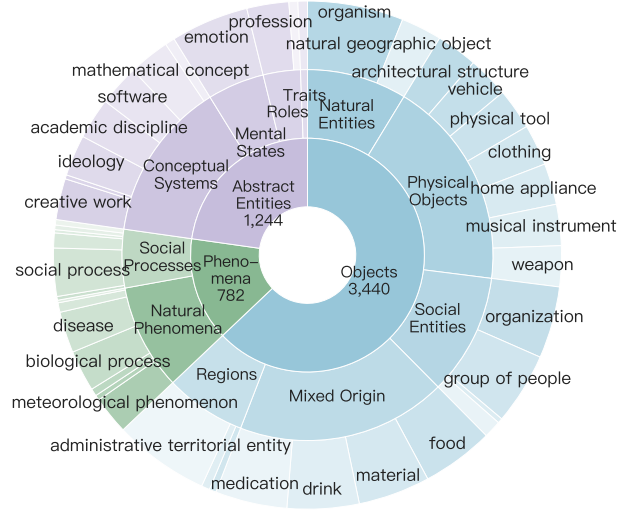 organism
profession
emotion
natural geographic object
mathematical concept
architectural structure
software
vehicle
Traits
Roles
Natural
Entities
physical tool
academic discipline
Mental
States
clothing
ideology
Conceptual
Systems
Physical
Objects
home appliance
Abstract
Entities
1,244
creative work
musical instrument
Social
Processes
Pheno-
mena
782
Objects
3,440
weapon
social process
Natural
Phenomena
Social
Entities
organization
disease
biological process
Regions
group of people
Mixed Origin
meteorological phenomenon
administrative territorial entity
food
medication
drink
material